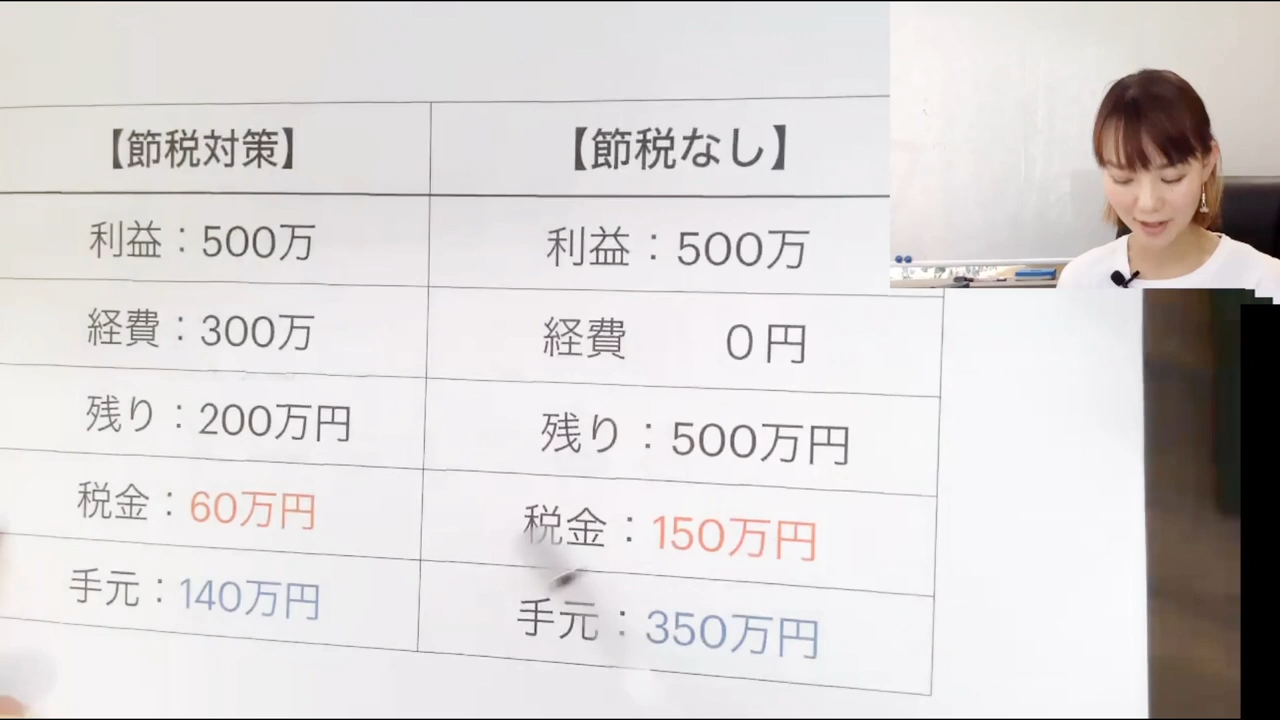 【節税対策】 【節税なし】
利益：500万 利益：500万
経費：300万 経費　　0円
残り：200万円 残り：500万円
税金：60万円 税金：150万円
手元：140万円 手元：350万円